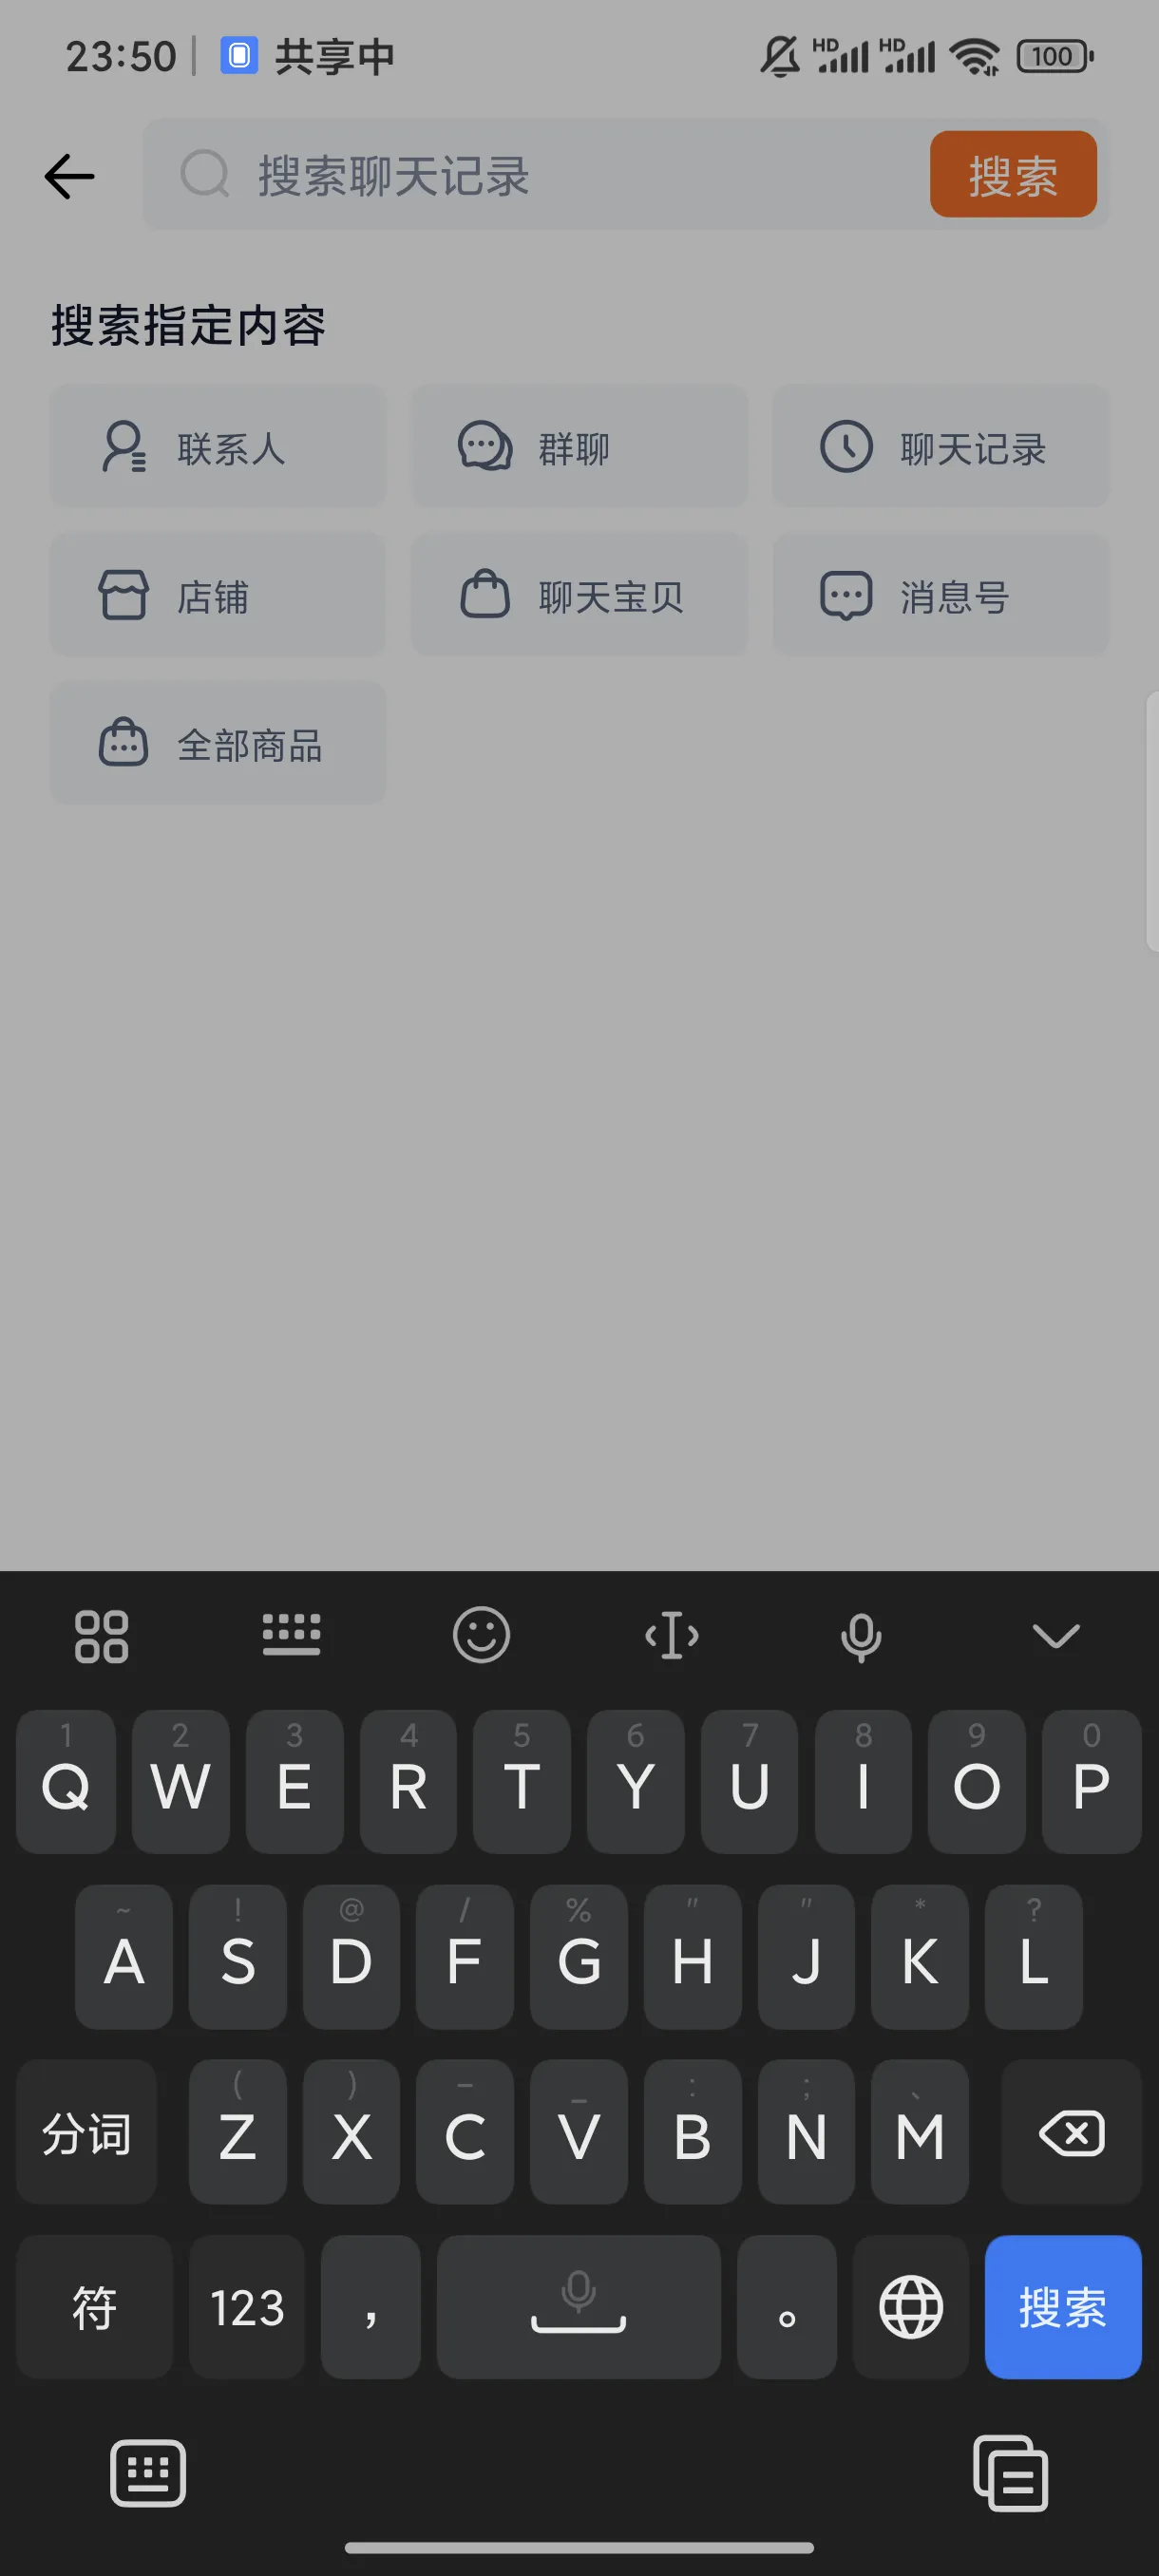 23:50 共享中 HD HD 100
搜索聊天记录 搜索
搜索指定内容
联系人 群聊 聊天记录
店铺 聊天宝贝 消息号
全部商品
1 2 3 4 5 6 7 8 9 0
Q W E R T Y U I O P
~ ! @ / % " " * ?
A S D F G H J K L
( ) – _ : ; 、
分词 Z X C V B N M
符 123 ， 。 搜索